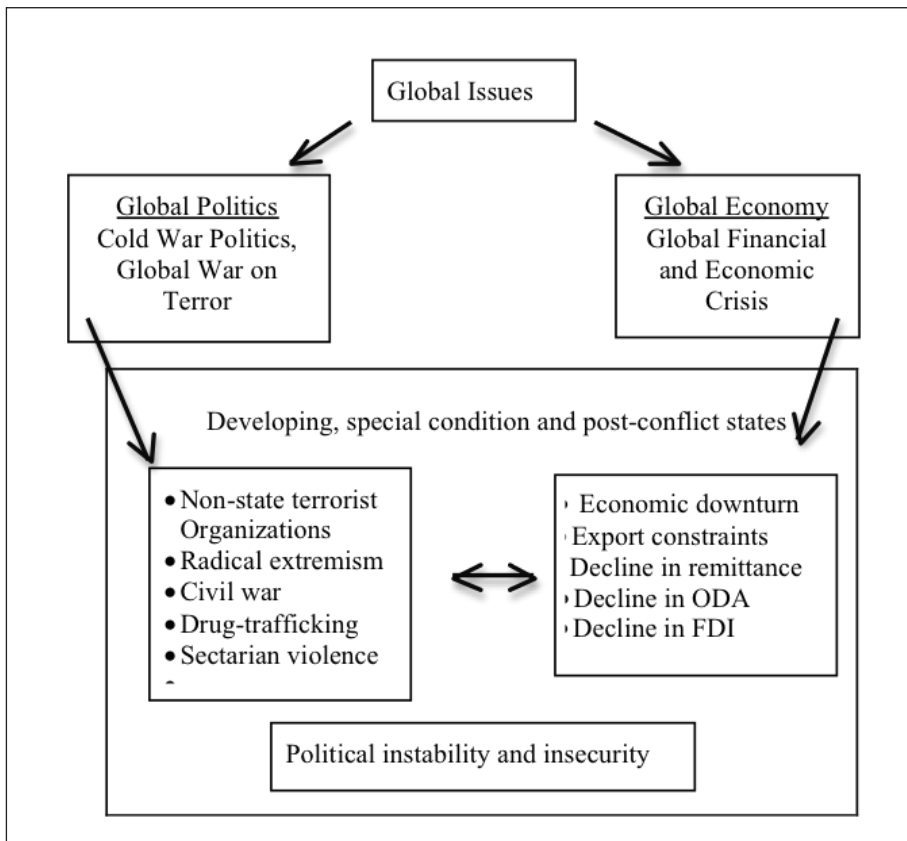 Global Issues
Global Politics
Cold War Politics,
Global War on
Terror
Global Economy
Global Financial
and Economic
Crisis
Developing, special condition and post-conflict states
• Non-state terrorist
Organizations
• Radical extremism
• Civil war
• Drug-trafficking
• Sectarian violence
Economic downturn
Export constraints
Decline in remittance
Decline in ODA
Decline in FDI
Political instability and insecurity